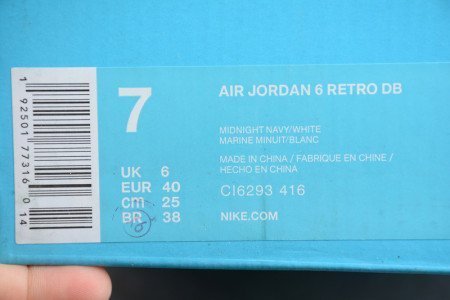 1 92501 77316 0 14
7
UK 6
EUR 40
cm 25
BR 38
AIR JORDAN 6 RETRO DB
MIDNIGHT NAVY/WHITE
MARINE MINUIT/BLANC
MADE IN CHINA / FABRIQUE EN CHINE /
HECHO EN CHINA
CI6293 416
NIKE.COM